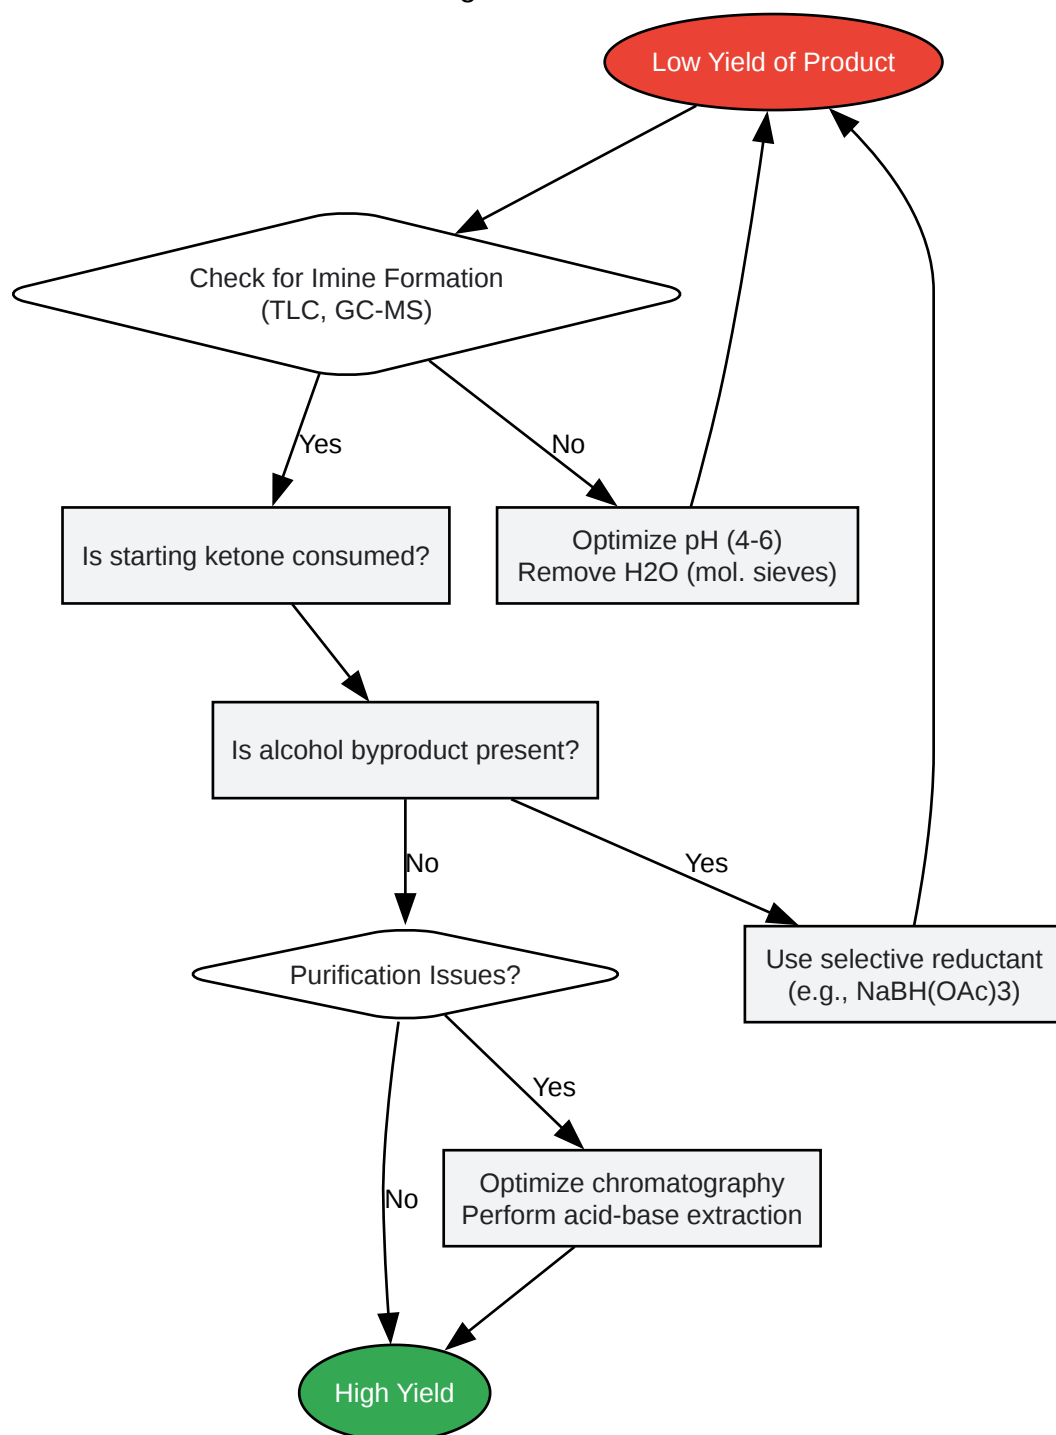 Low Yield of Product
Check for Imine Formation
(TLC, GC-MS)
Yes
No
Is starting ketone consumed?
Optimize pH (4-6)
Remove H2O (mol. sieves)
Is alcohol byproduct present?
No
Yes
Purification Issues?
Use selective reductant
(e.g., NaBH(OAc)3)
Yes
Optimize chromatography
Perform acid-base extraction
No
High Yield